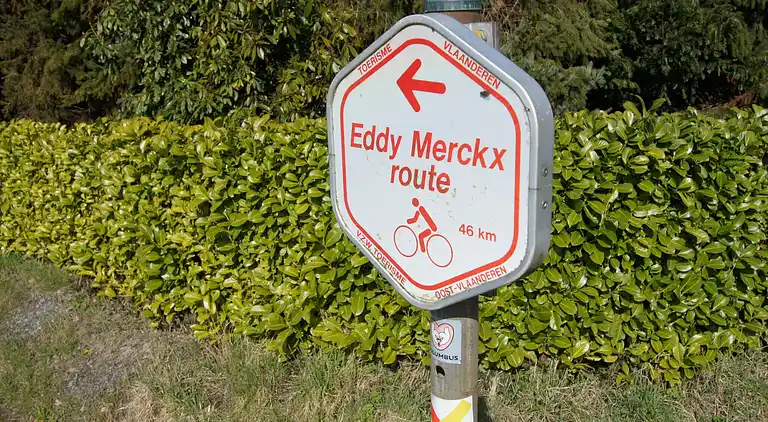 TOERISME VLAANDEREN
Eddy Merckx
route
46 km
V.Z.W. TOERISME OOST-VLAANDEREN